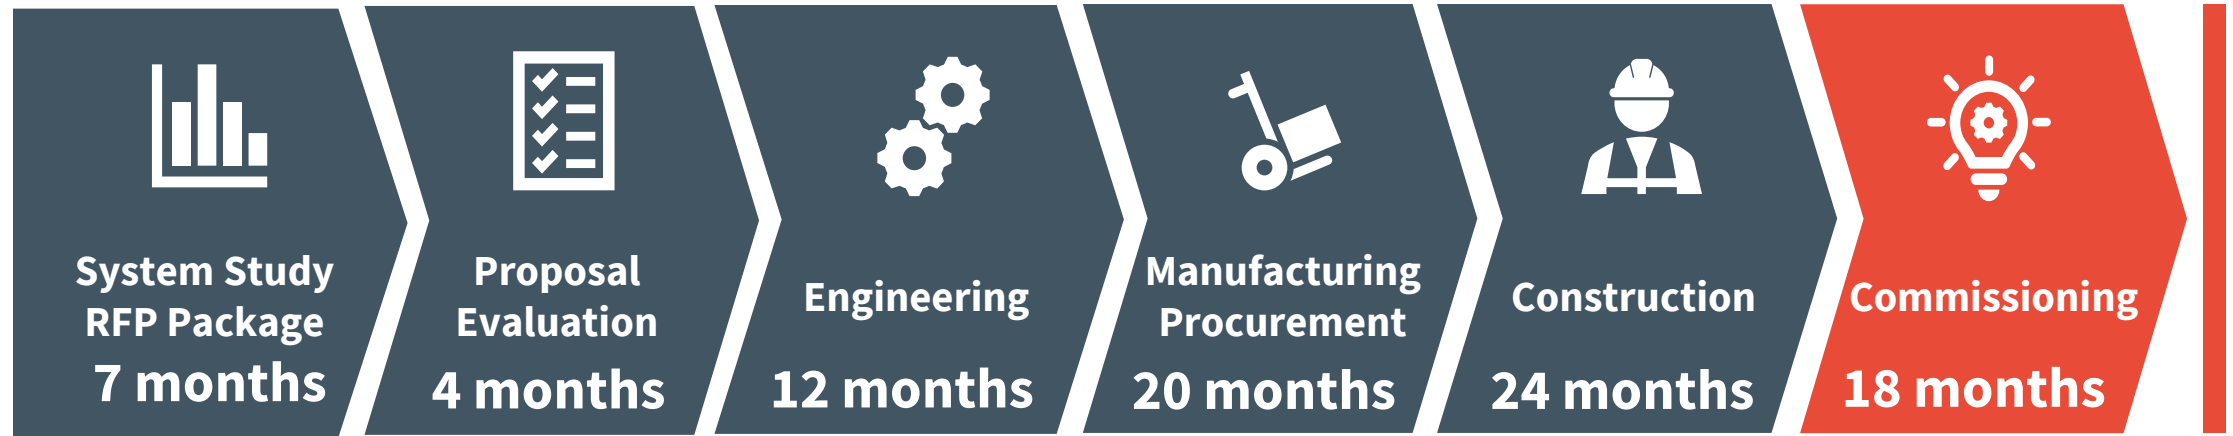 System Study
RFP Package
7 months
Proposal
Evaluation
4 months
Engineering
12 months
Manufacturing
Procurement
20 months
Construction
24 months
Commissioning
18 months